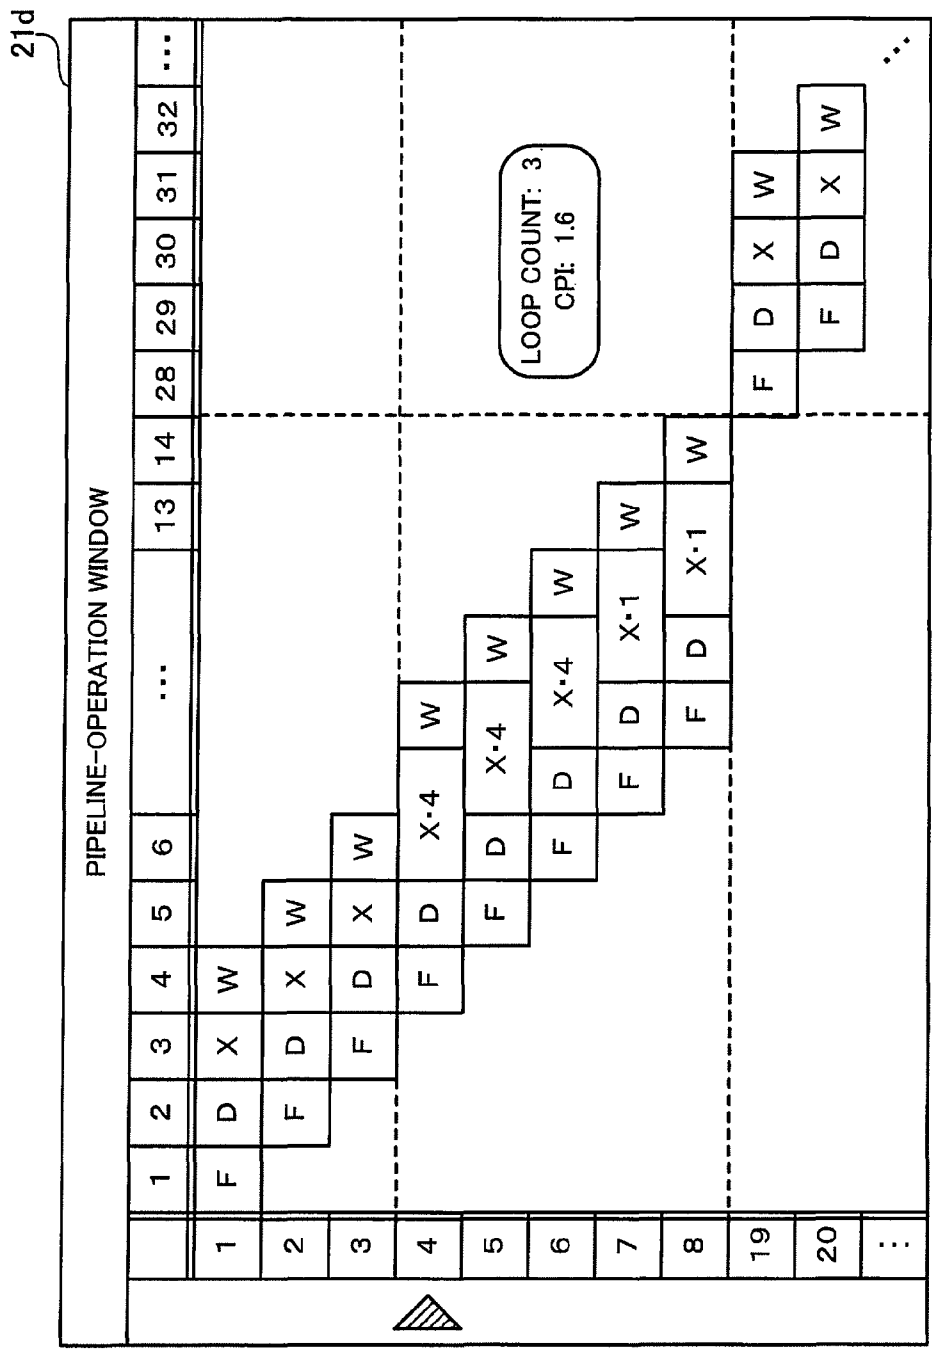 21d
PIPELINE-OPERATION WINDOW
1 2 3 4 5 6 ... 13 14 28 29 30 31 32 ...
1 F D X W
2 F D X W
3 F D X W
4 F D X·4 W
5 F D X·4 W
6 F D X·4 W
7 F D X·1 W
8 F D X·1 W
LOOP COUNT: 3
CPI: 1.6
19 F D X W
20 F D X W
... ...